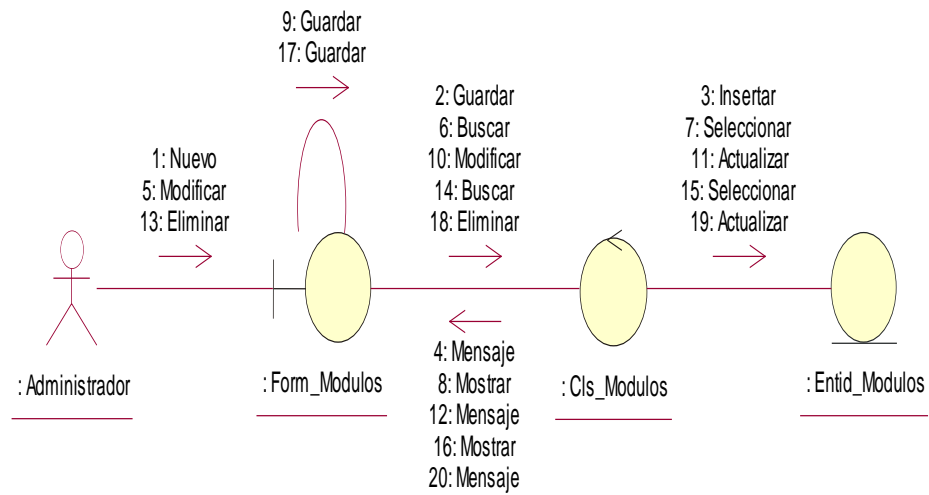 9: Guardar
17: Guardar
1: Nuevo
5: Modificar
13: Eliminar
2: Guardar
6: Buscar
10: Modificar
14: Buscar
18: Eliminar
3: Insertar
7: Seleccionar
11: Actualizar
15: Seleccionar
19: Actualizar
4: Mensaje
8: Mostrar
12: Mensaje
16: Mostrar
20: Mensaje
: Administrador
: Form_Modulos
: Cls_Modulos
: Entid_Modulos